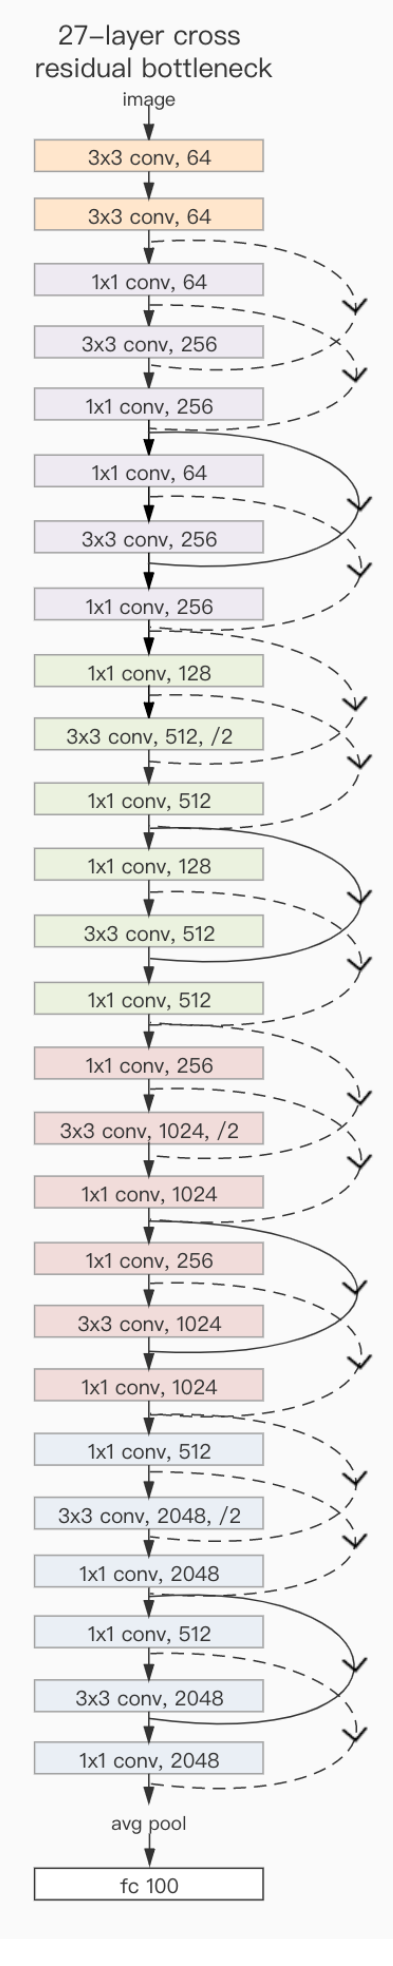 27-layer cross
residual bottleneck
image
3x3 conv, 64
3x3 conv, 64
1x1 conv, 64
3x3 conv, 256
1x1 conv, 256
1x1 conv, 64
3x3 conv, 256
1x1 conv, 256
1x1 conv, 128
3x3 conv, 512, /2
1x1 conv, 512
1x1 conv, 128
3x3 conv, 512
1x1 conv, 512
1x1 conv, 256
3x3 conv, 1024, /2
1x1 conv, 1024
1x1 conv, 256
3x3 conv, 1024
1x1 conv, 1024
1x1 conv, 512
3x3 conv, 2048, /2
1x1 conv, 2048
1x1 conv, 512
3x3 conv, 2048
1x1 conv, 2048
avg pool
fc 100